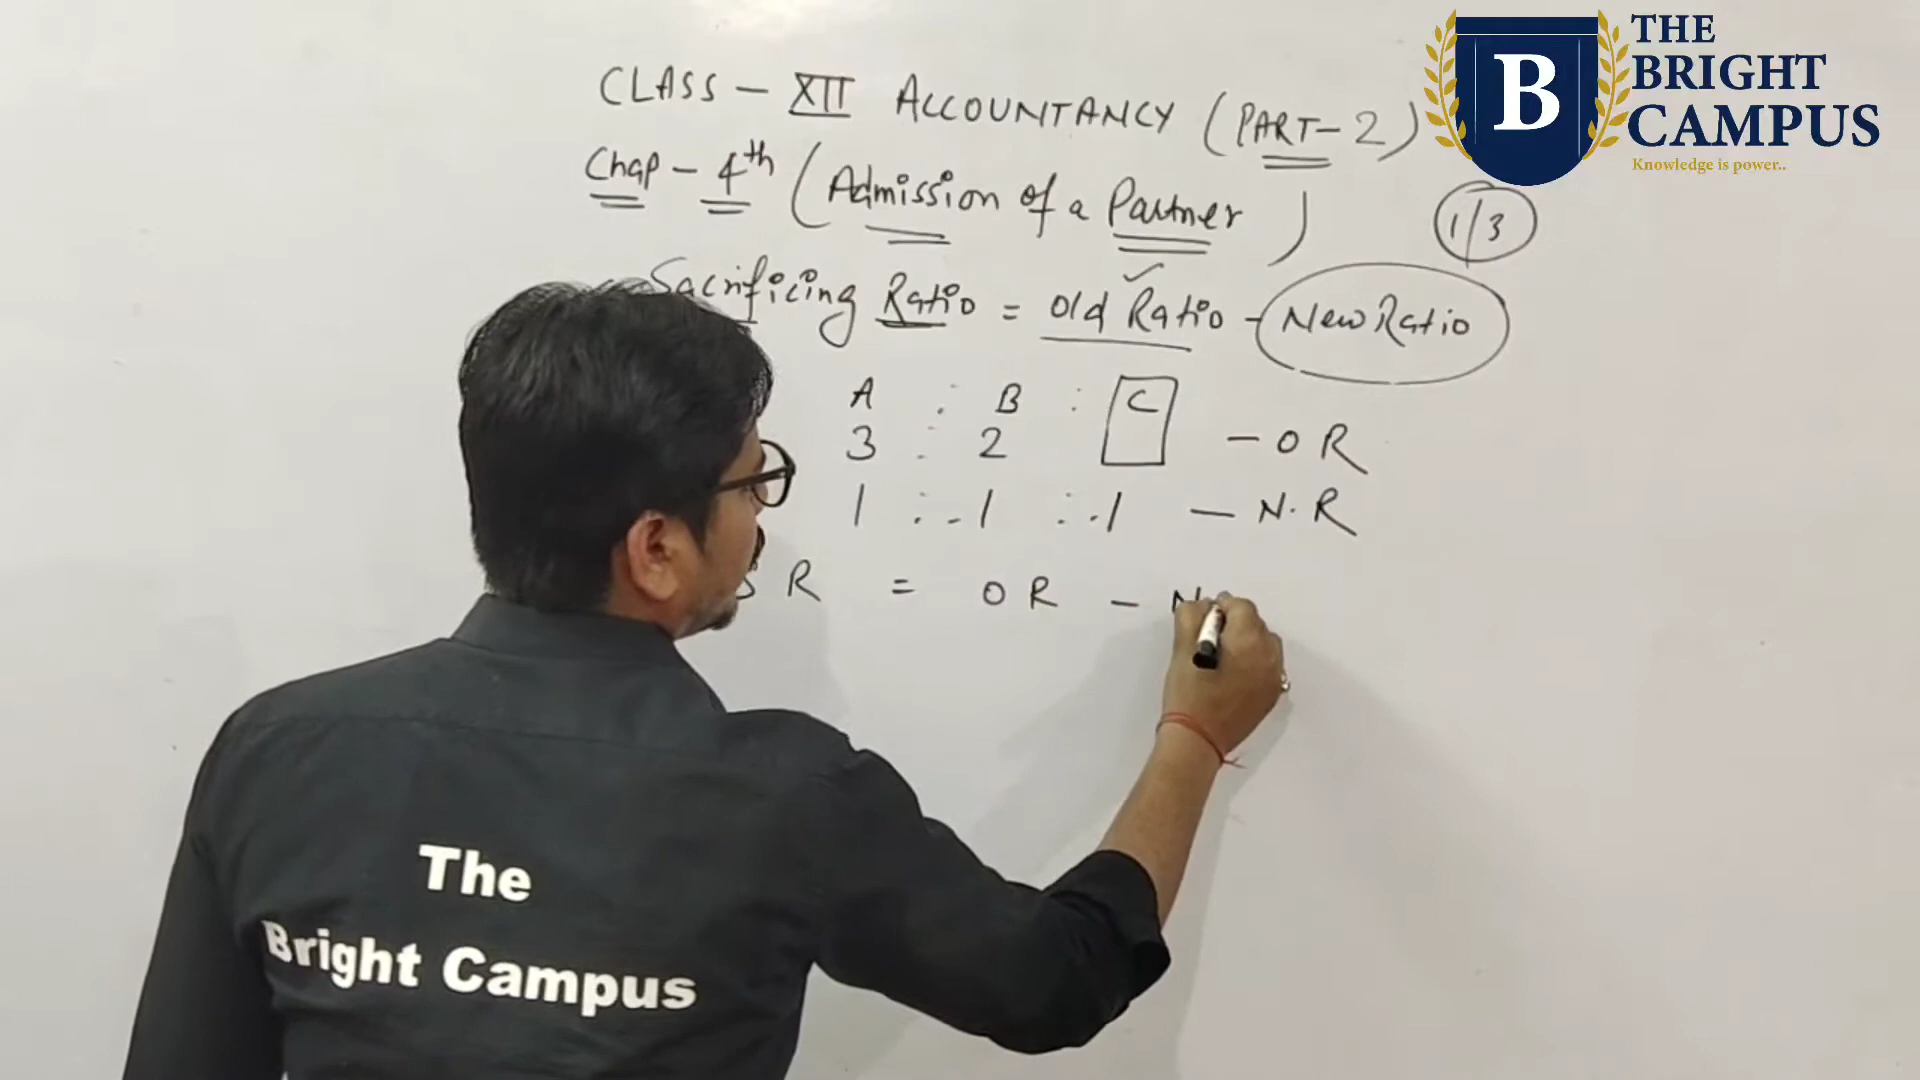 CLASS - XII ACCOUNTANCY (PART-2)
Chap - 4th (Admission of a Partner)
1/3
Sacrificing Ratio = Old Ratio - New Ratio
A : B : C
3 : 2 - O R
1 : 1 : 1 - N.R
S R = O R - N
THE
BRIGHT
CAMPUS
Knowledge is power..
B
The
Bright Campus